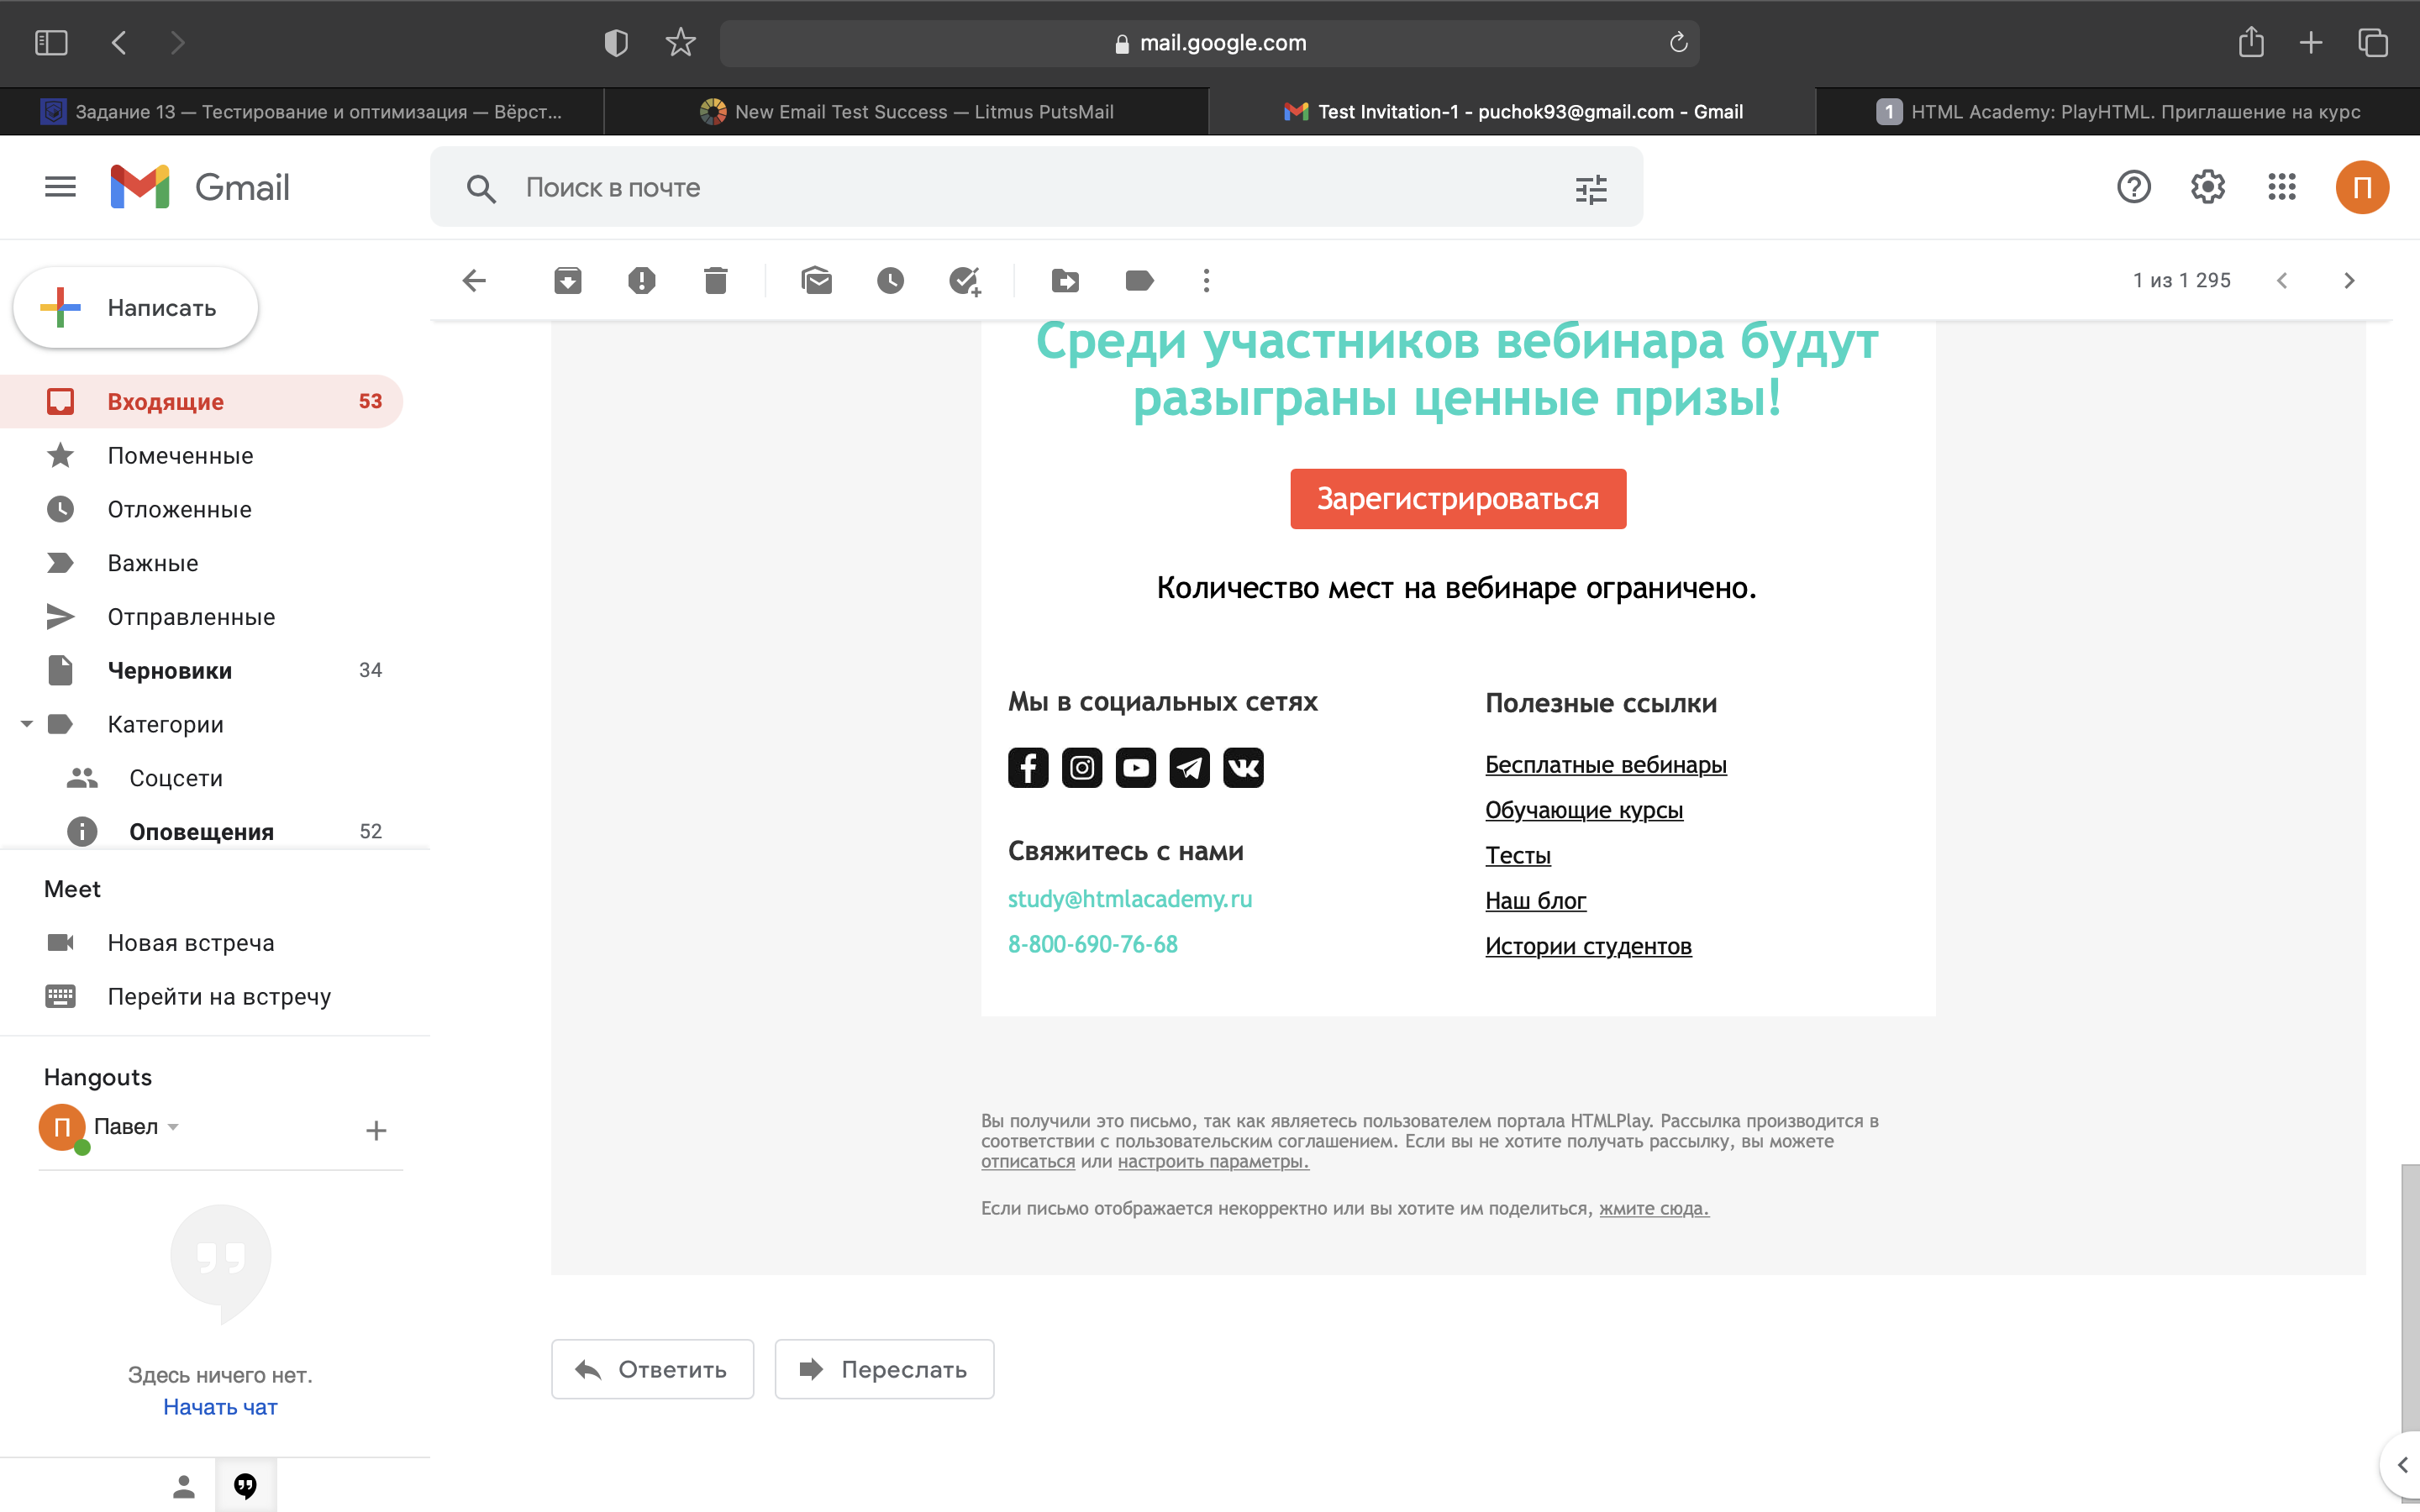 mail.google.com
Задание 13 — Тестирование и оптимизация — Вёрст...
New Email Test Success — Litmus PutsMail
Test Invitation-1 - puchok93@gmail.com - Gmail
1 HTML Academy: PlayHTML. Приглашение на курс
Gmail
Поиск в почте
П
Написать
1 из 1 295
Входящие 53
Помеченные
Отложенные
Важные
Отправленные
Черновики 34
Категории
Соцсети
Оповещения 52
Meet
Новая встреча
Перейти на встречу
Hangouts
П Павел
Здесь ничего нет.
Начать чат
Среди участников вебинара будут
разыграны ценные призы!
Зарегистрироваться
Количество мест на вебинаре ограничено.
Мы в социальных сетях
Свяжитесь с нами
study@htmlacademy.ru
8-800-690-76-68
Полезные ссылки
Бесплатные вебинары
Обучающие курсы
Тесты
Наш блог
Истории студентов
Вы получили это письмо, так как являетесь пользователем портала HTMLPlay. Рассылка производится в
соответствии с пользовательским соглашением. Если вы не хотите получать рассылку, вы можете
отписаться или настроить параметры.
Если письмо отображается некорректно или вы хотите им поделиться, жмите сюда.
Ответить
Переслать